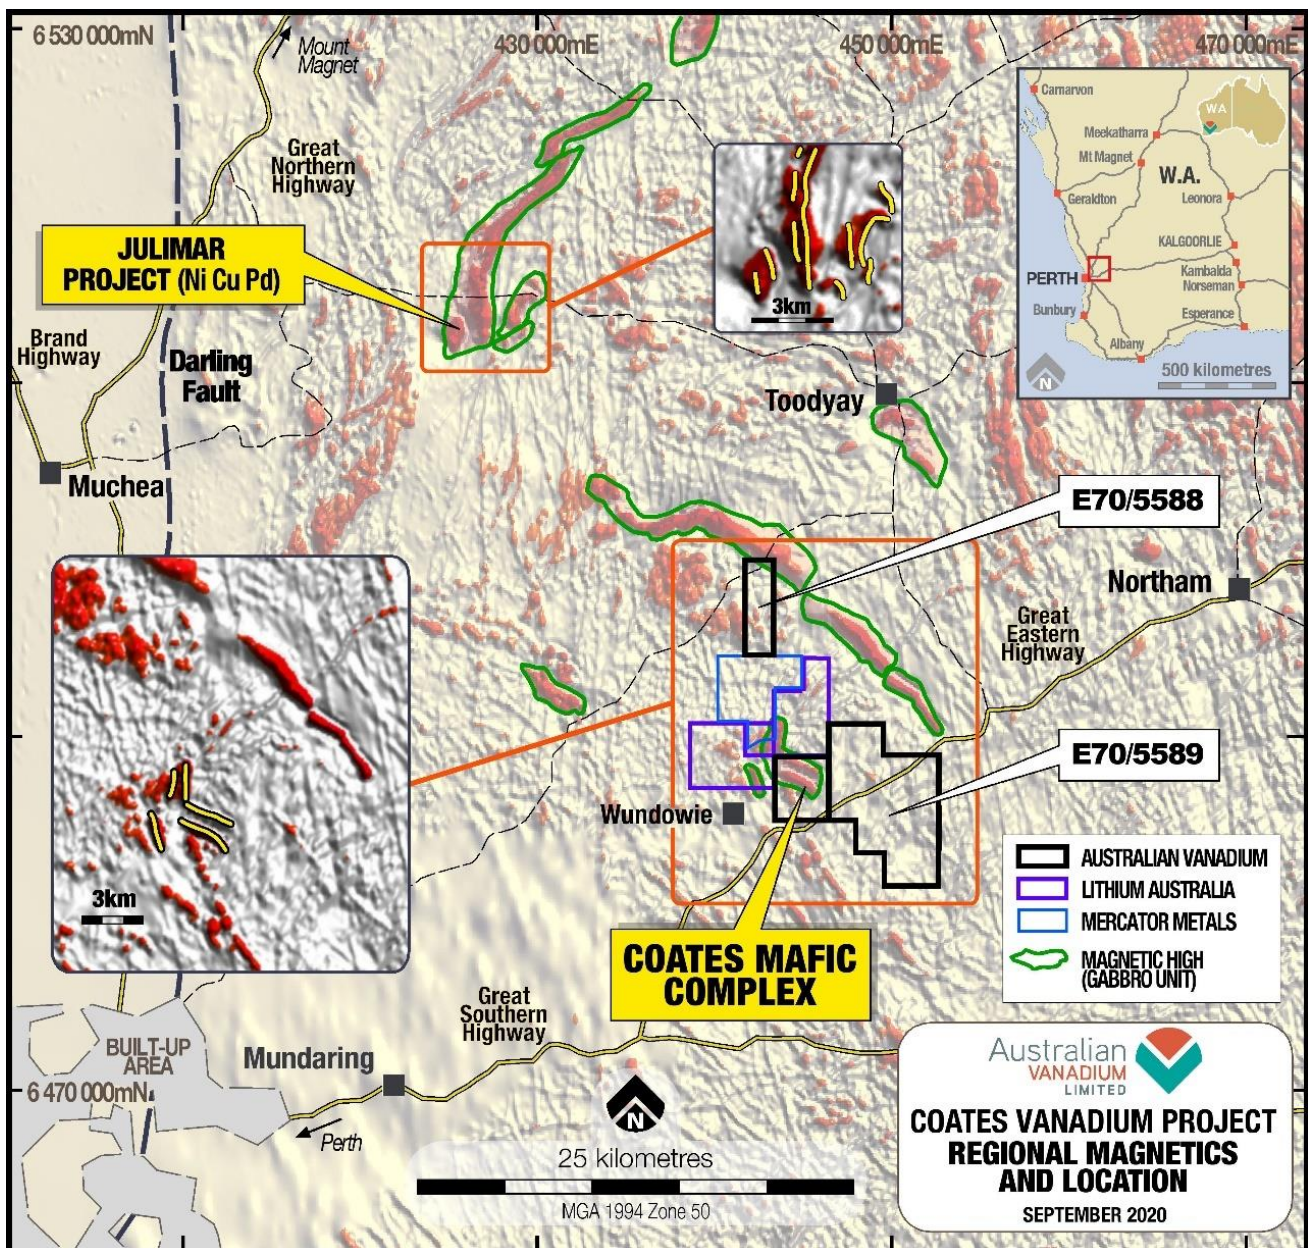 6 530 000mN
430 000mE
450 000mE
470 000mE
Mount
Magnet
Great
Northern
Highway
JULIMAR
PROJECT (Ni Cu Pd)
Brand
Highway
Darling
Fault
Muchea
3km
Toodyay
Carnarvon
WA
Meekatharra
Mt Magnet
W.A.
Geraldton
Leonora
KALGOORLIE
PERTH
Kambalda
Norseman
Bunbury
Esperance
Albany
N
500 kilometres
E70/5588
Northam
Great
Eastern
Highway
E70/5589
Wundowie
3km
COATES MAFIC
COMPLEX
AUSTRALIAN VANADIUM
LITHIUM AUSTRALIA
MERCATOR METALS
MAGNETIC HIGH
(GABBRO UNIT)
Great
Southern
Highway
BUILT-UP
AREA
Mundaring
6 470 000mN
Perth
N
25 kilometres
MGA 1994 Zone 50
Australian
VANADIUM
LIMITED
COATES VANADIUM PROJECT
REGIONAL MAGNETICS
AND LOCATION
SEPTEMBER 2020